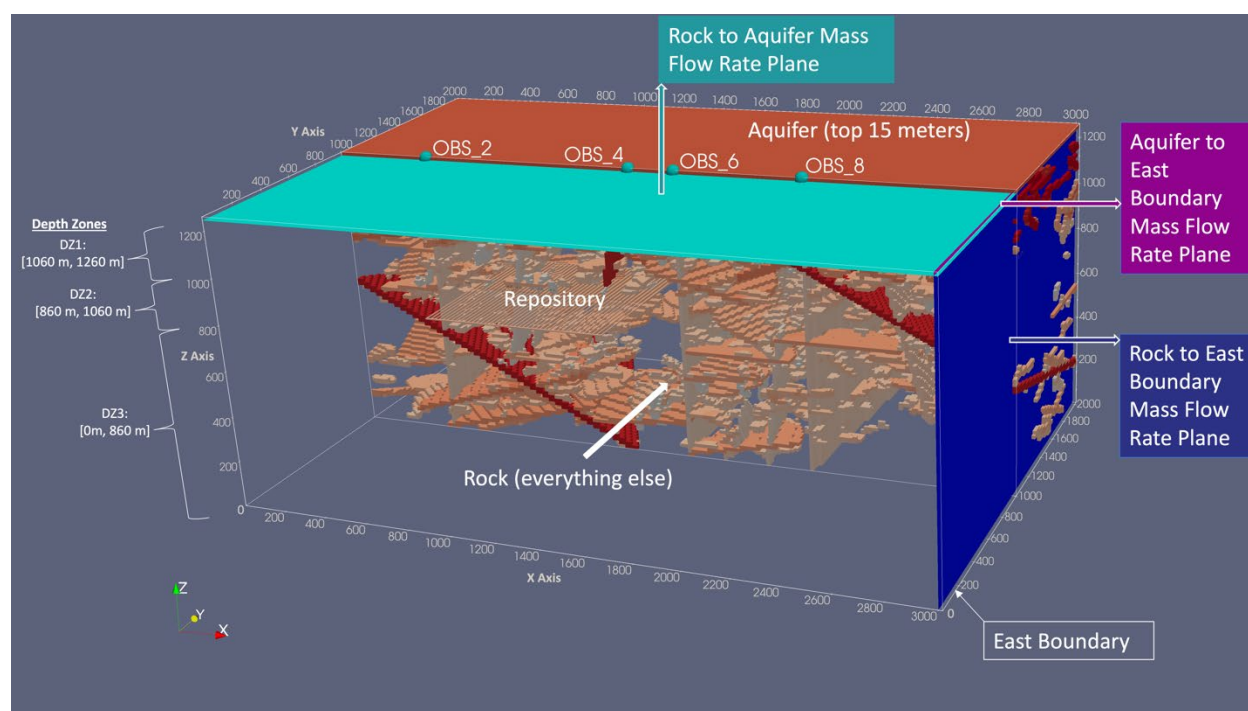 Rock to Aquifer Mass
Flow Rate Plane
2000 200 400 600 800 1000 1200 1400 1600 1800 2000 2200 2400 2600 2800 3000
1800
1600
1400
1200
1000
800
600
400
200
Y Axis
Aquifer (top 15 meters)
OBS_2
OBS_4
OBS_6
OBS_8
1200
1000
800
600
400
200
Aquifer to
East
Boundary
Mass Flow
Rate Plane
Depth Zones
DZ1:
[1060 m, 1260 m]
DZ2:
[860 m, 1060 m]
DZ3:
[0m, 860 m]
1200
1000
800
600
400
200
0
Z Axis
Repository
Rock (everything else)
Rock to East
Boundary
Mass Flow
Rate Plane
2000
1800
1600
1400
1200
1000
800
600
400
200
0
200 400 600 800 1000 1200 1400 1600 1800 2000 2200 2400 2600 2800 3000
X Axis
Z
Y
X
East Boundary